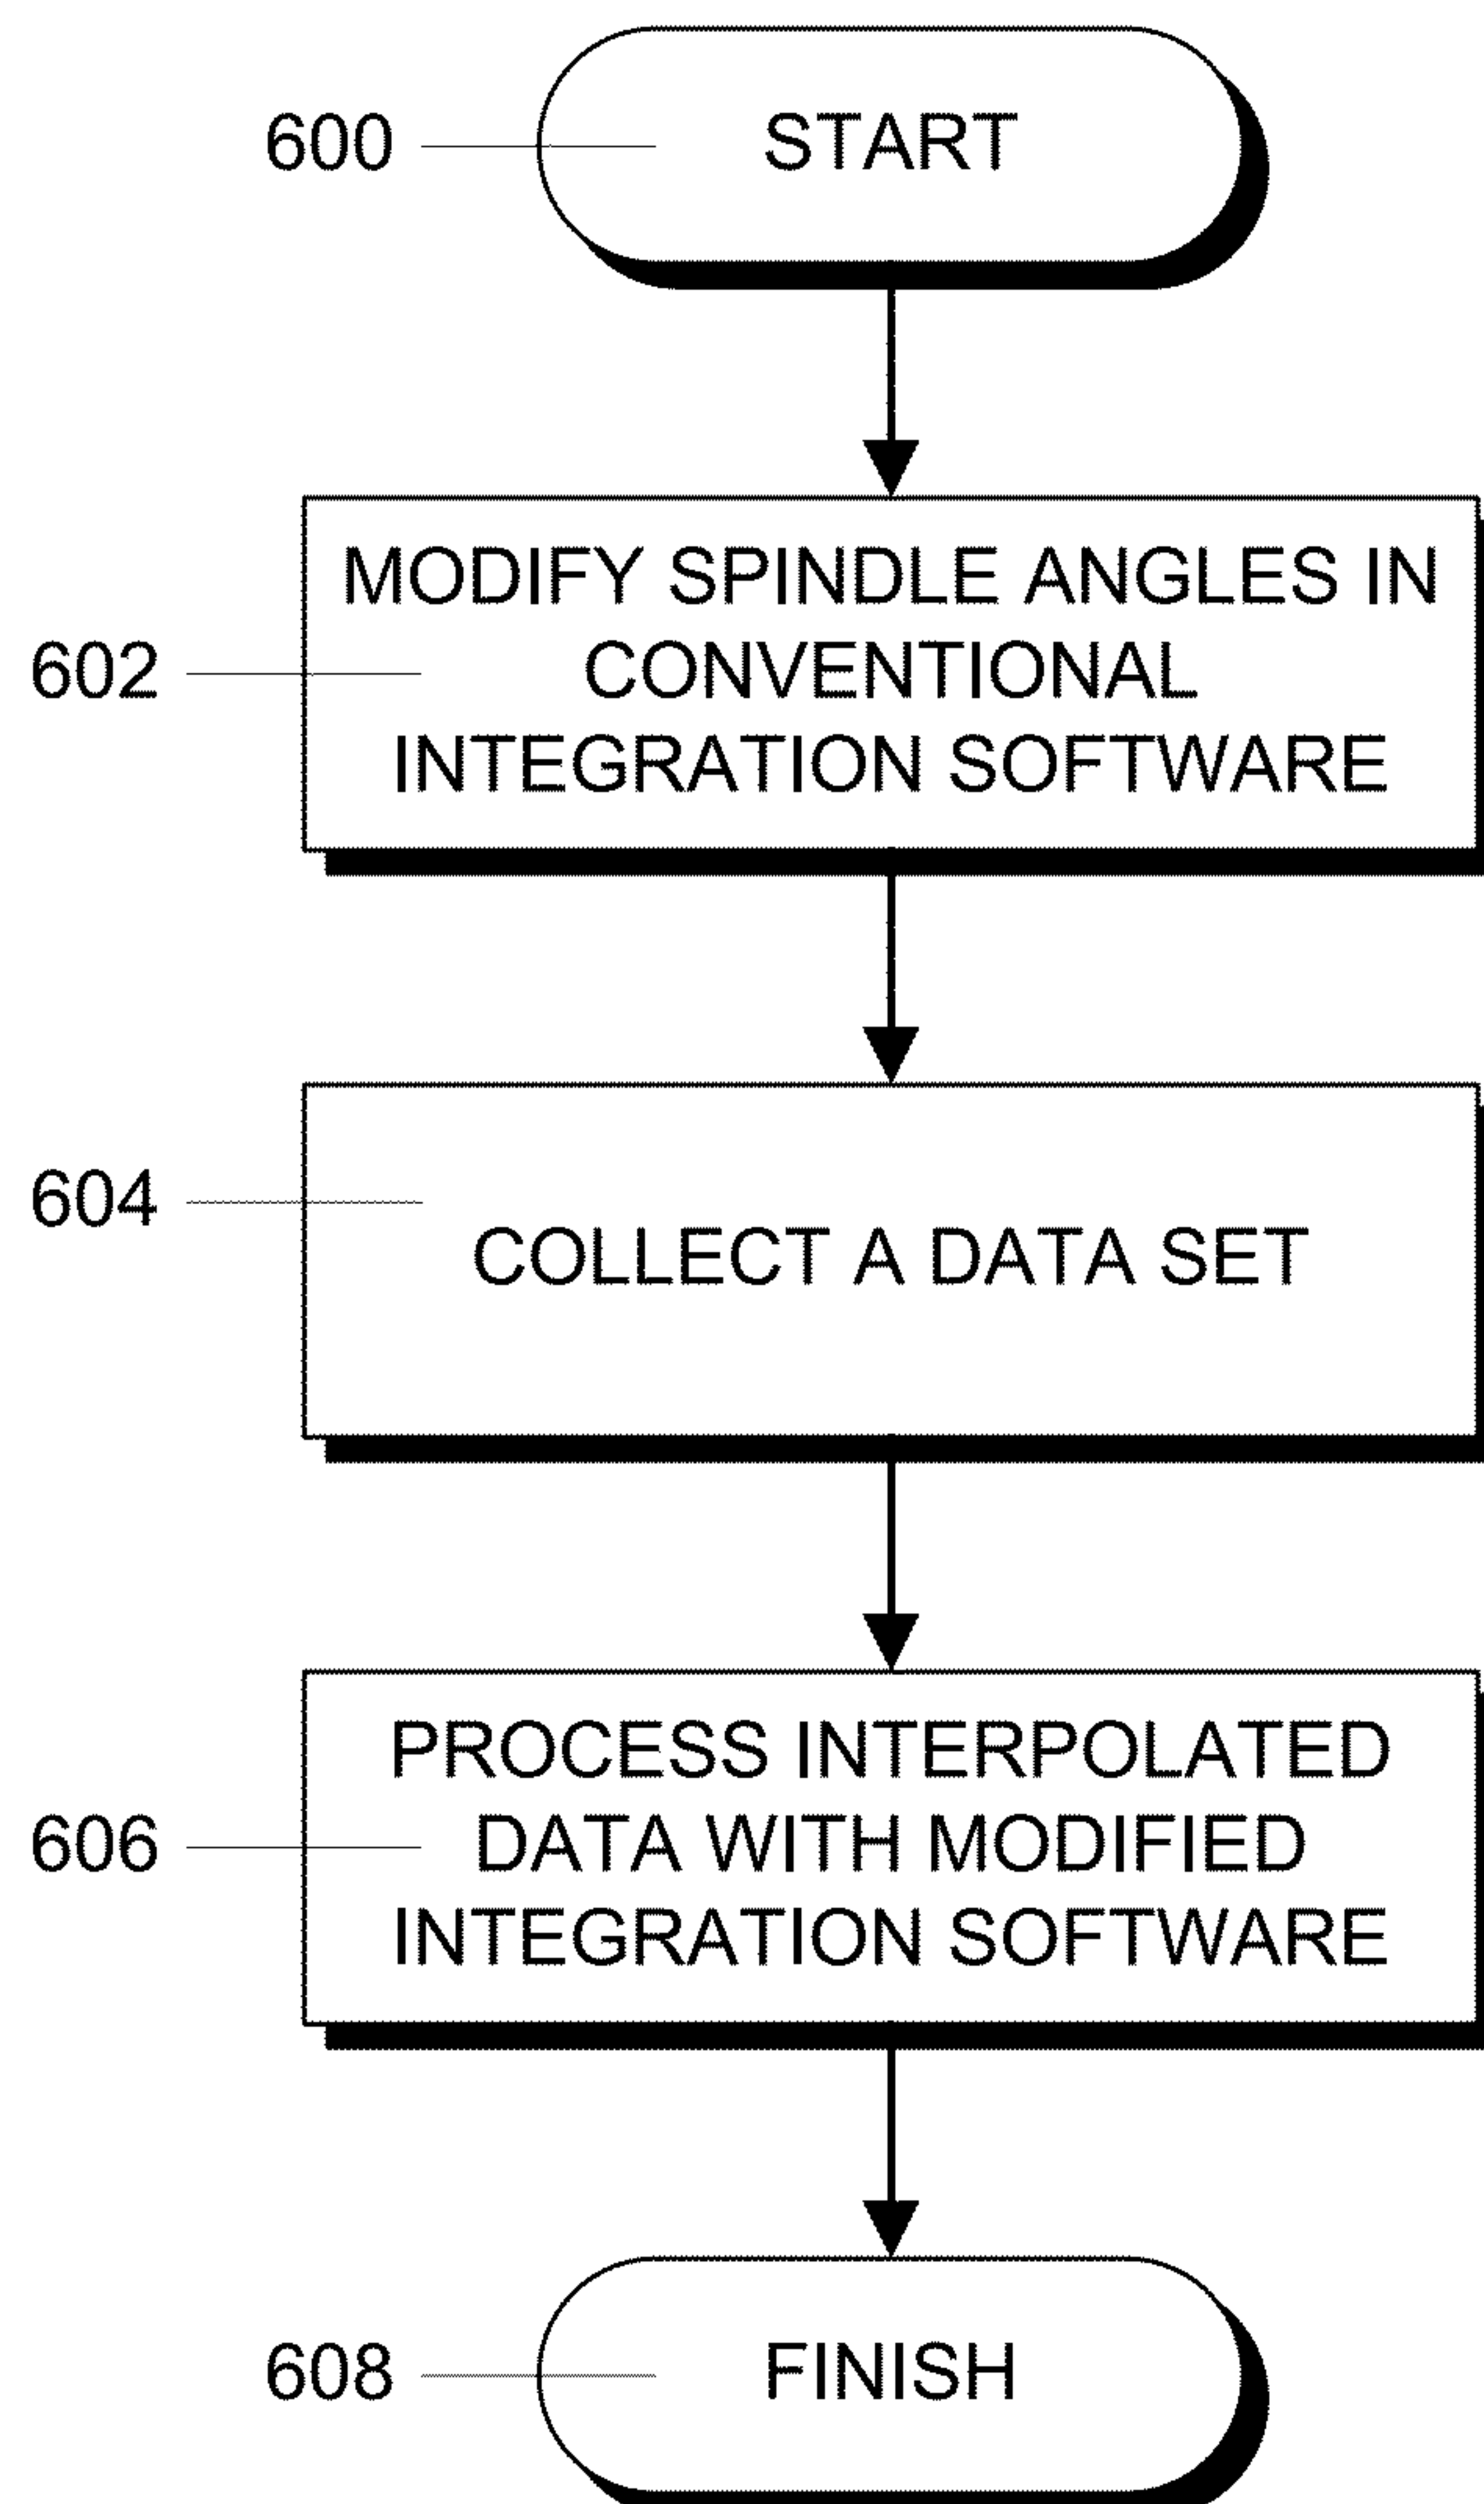 600
START
MODIFY SPINDLE ANGLES IN
602
CONVENTIONAL
INTEGRATION SOFTWARE
604
COLLECT A DATA SET
PROCESS INTERPOLATED
606
DATA WITH MODIFIED
INTEGRATION SOFTWARE
608
FINISH